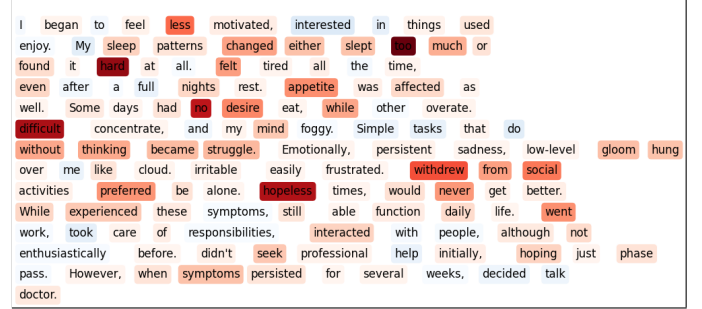 I began to feel less motivated, interested in things used
enjoy. My sleep patterns changed either slept too much or
found it hard at all. felt tired all the time,
even after a full nights rest. appetite was affected as
well. Some days had no desire eat, while other overate.
difficult concentrate, and my mind foggy. Simple tasks that do
without thinking became struggle. Emotionally, persistent sadness, low-level gloom hung
over me like cloud. irritable easily frustrated. withdrew from social
activities preferred be alone. hopeless times, would never get better.
While experienced these symptoms, still able function daily life. went
work, took care of responsibilities, interacted with people, although not
enthusiastically before. didn't seek professional help initially, hoping just phase
pass. However, when symptoms persisted for several weeks, decided talk
doctor.